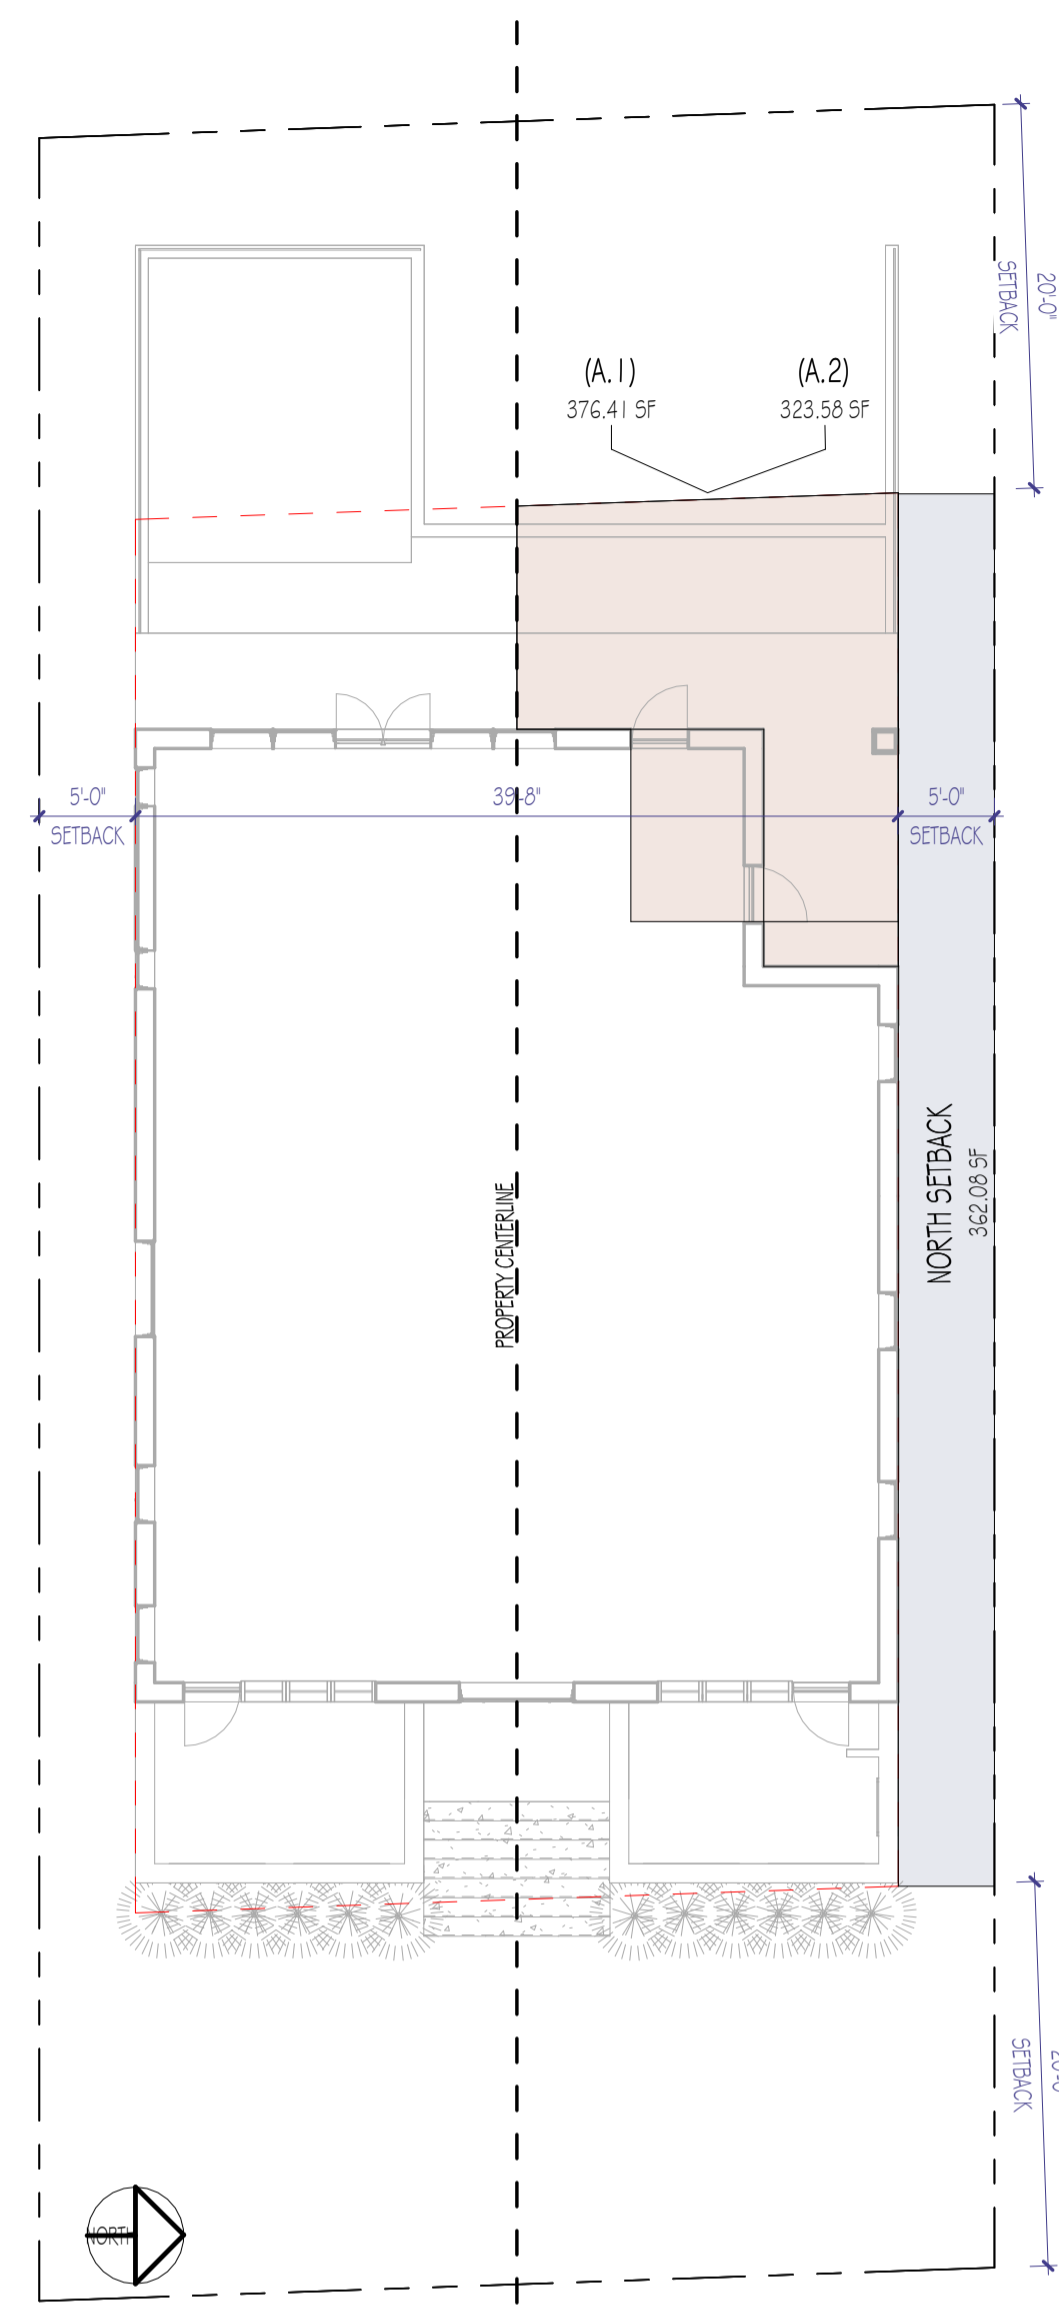 20'-0"
SETBACK
(A.1)
376.41 SF
(A.2)
323.58 SF
5'-0"
SETBACK
39'-8"
5'-0"
SETBACK
PROPERTY CENTERLINE
NORTH SETBACK
362.08 SF
SETBACK
NORTH